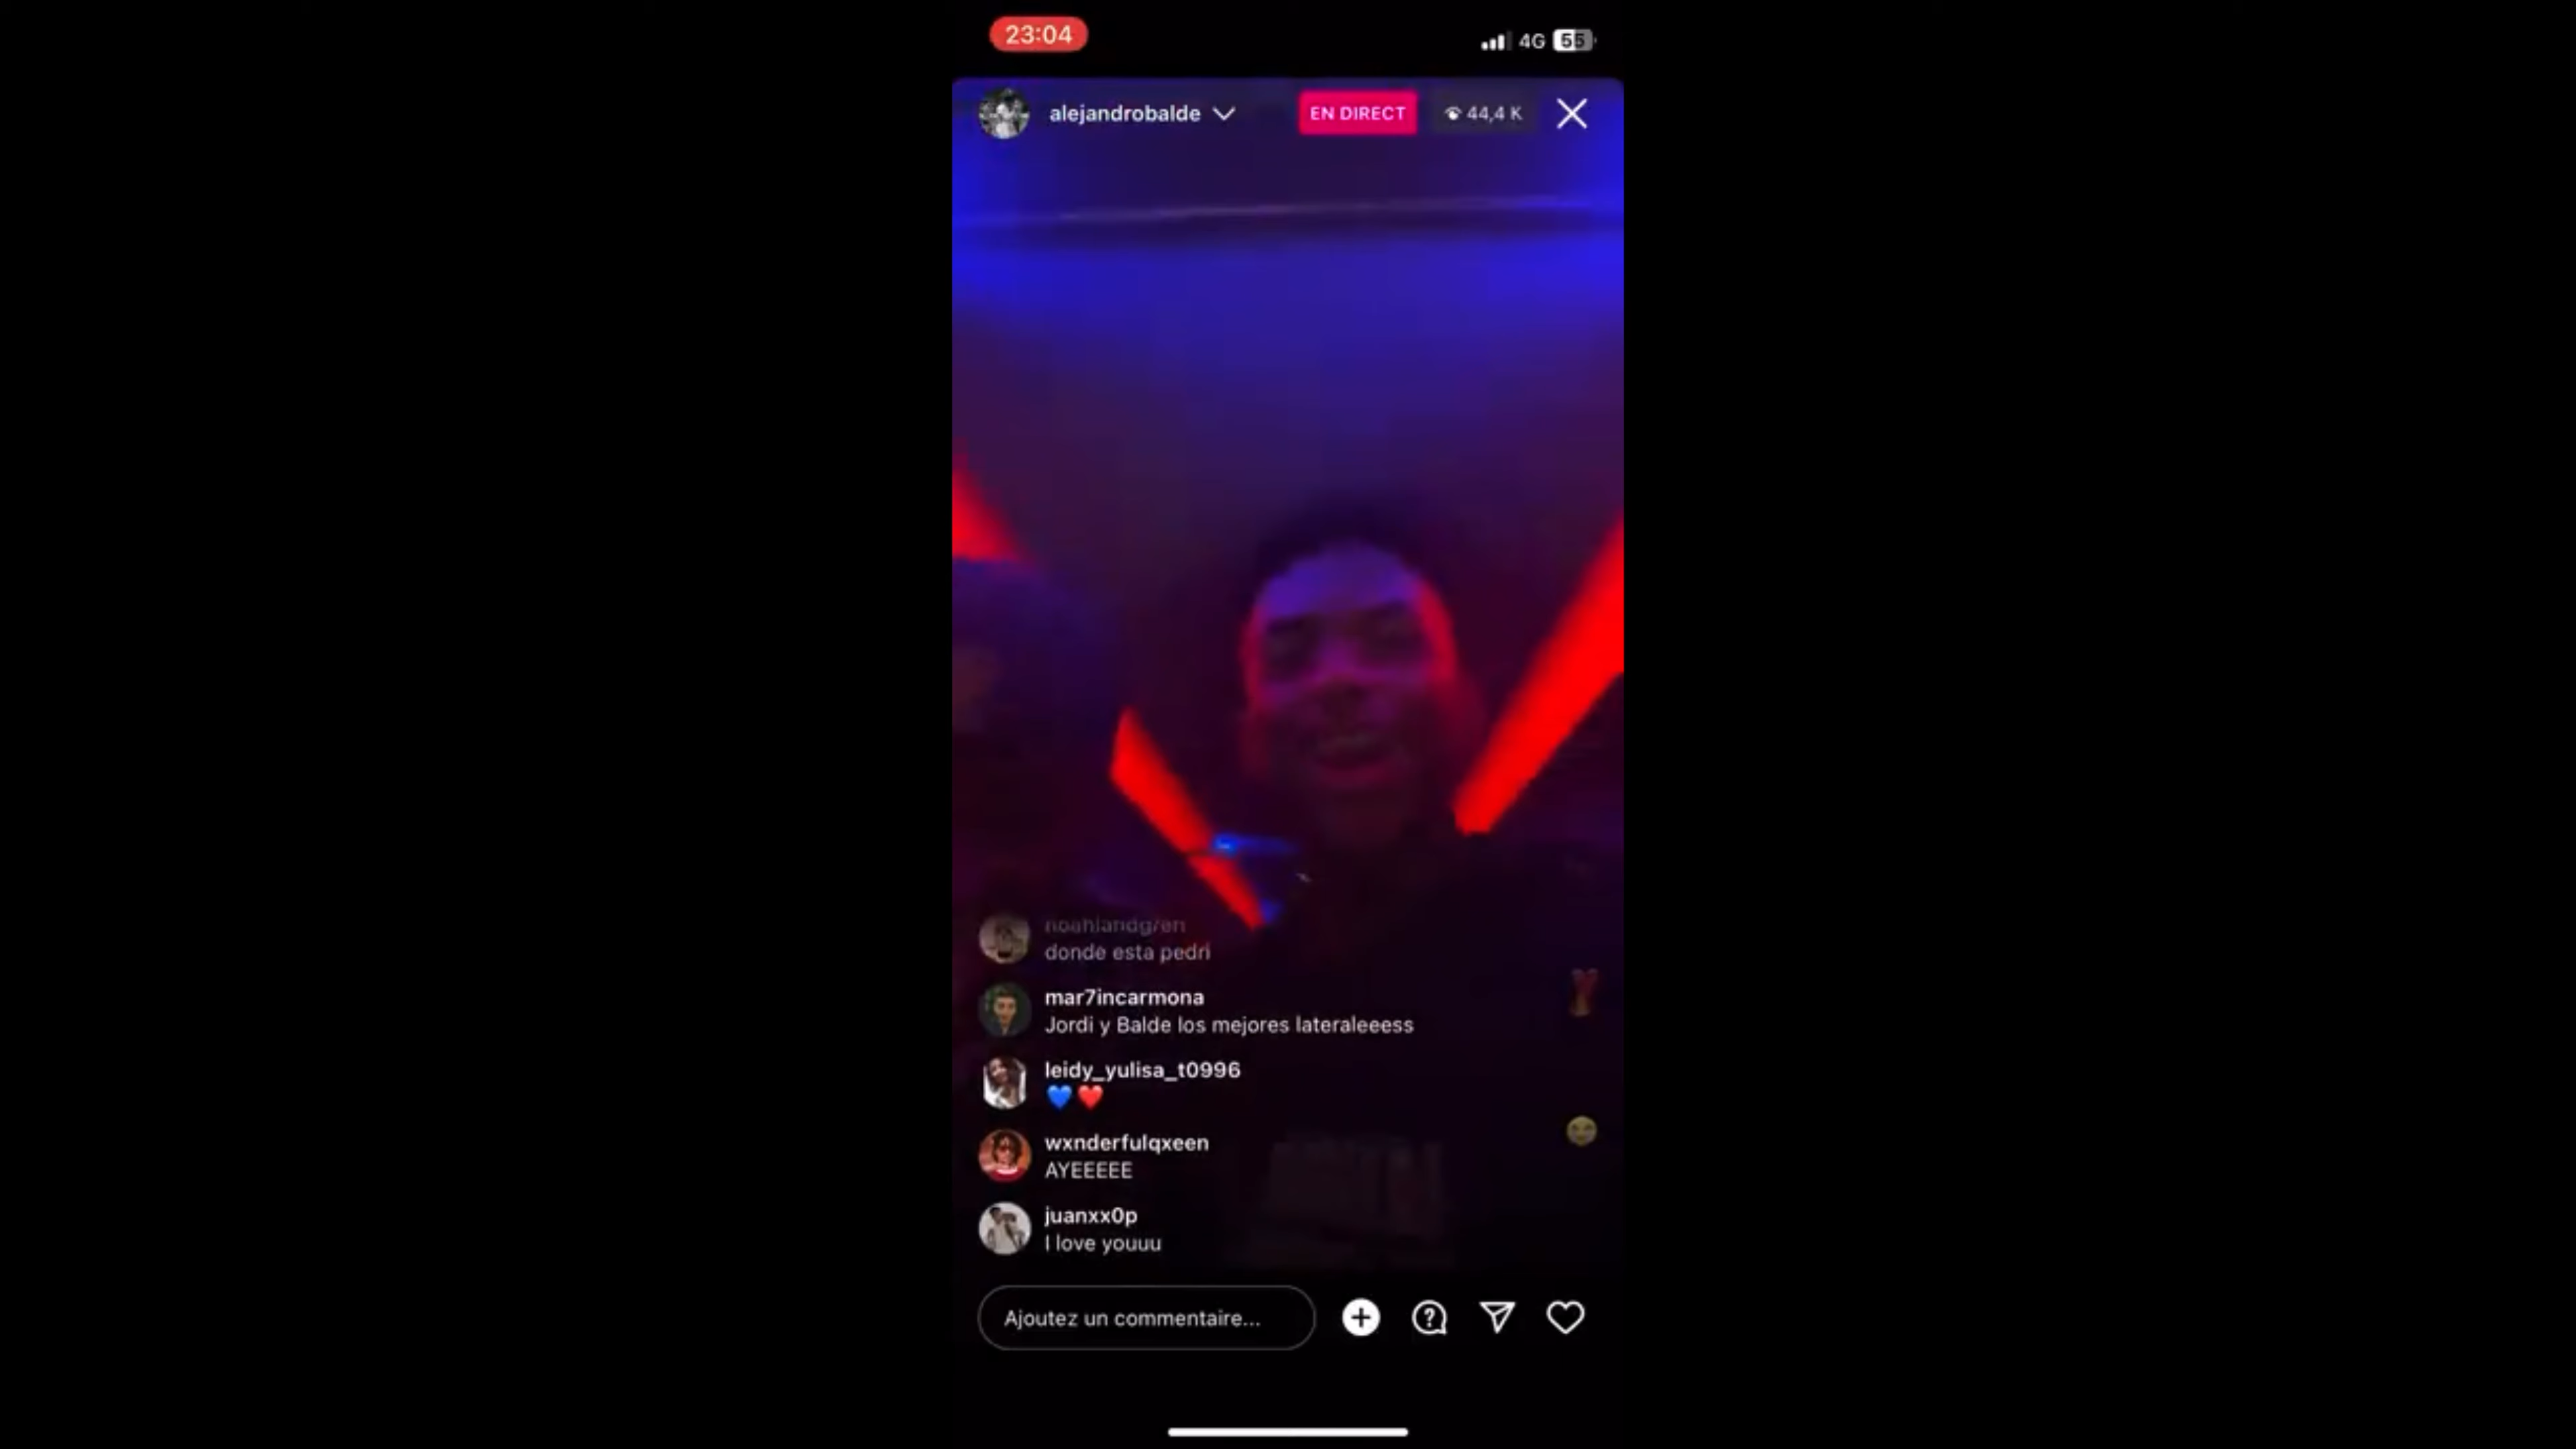 23:04
4G 55
alejandrobalde
EN DIRECT
44,4 K
donde esta pedri
mar7incarmona
Jordi y Balde los mejores lateraleeess
leidy_yulisa_t0996
wxnderfulqxeen
AYEEEEE
juanxx0p
I love youuu
Ajoutez un commentaire...